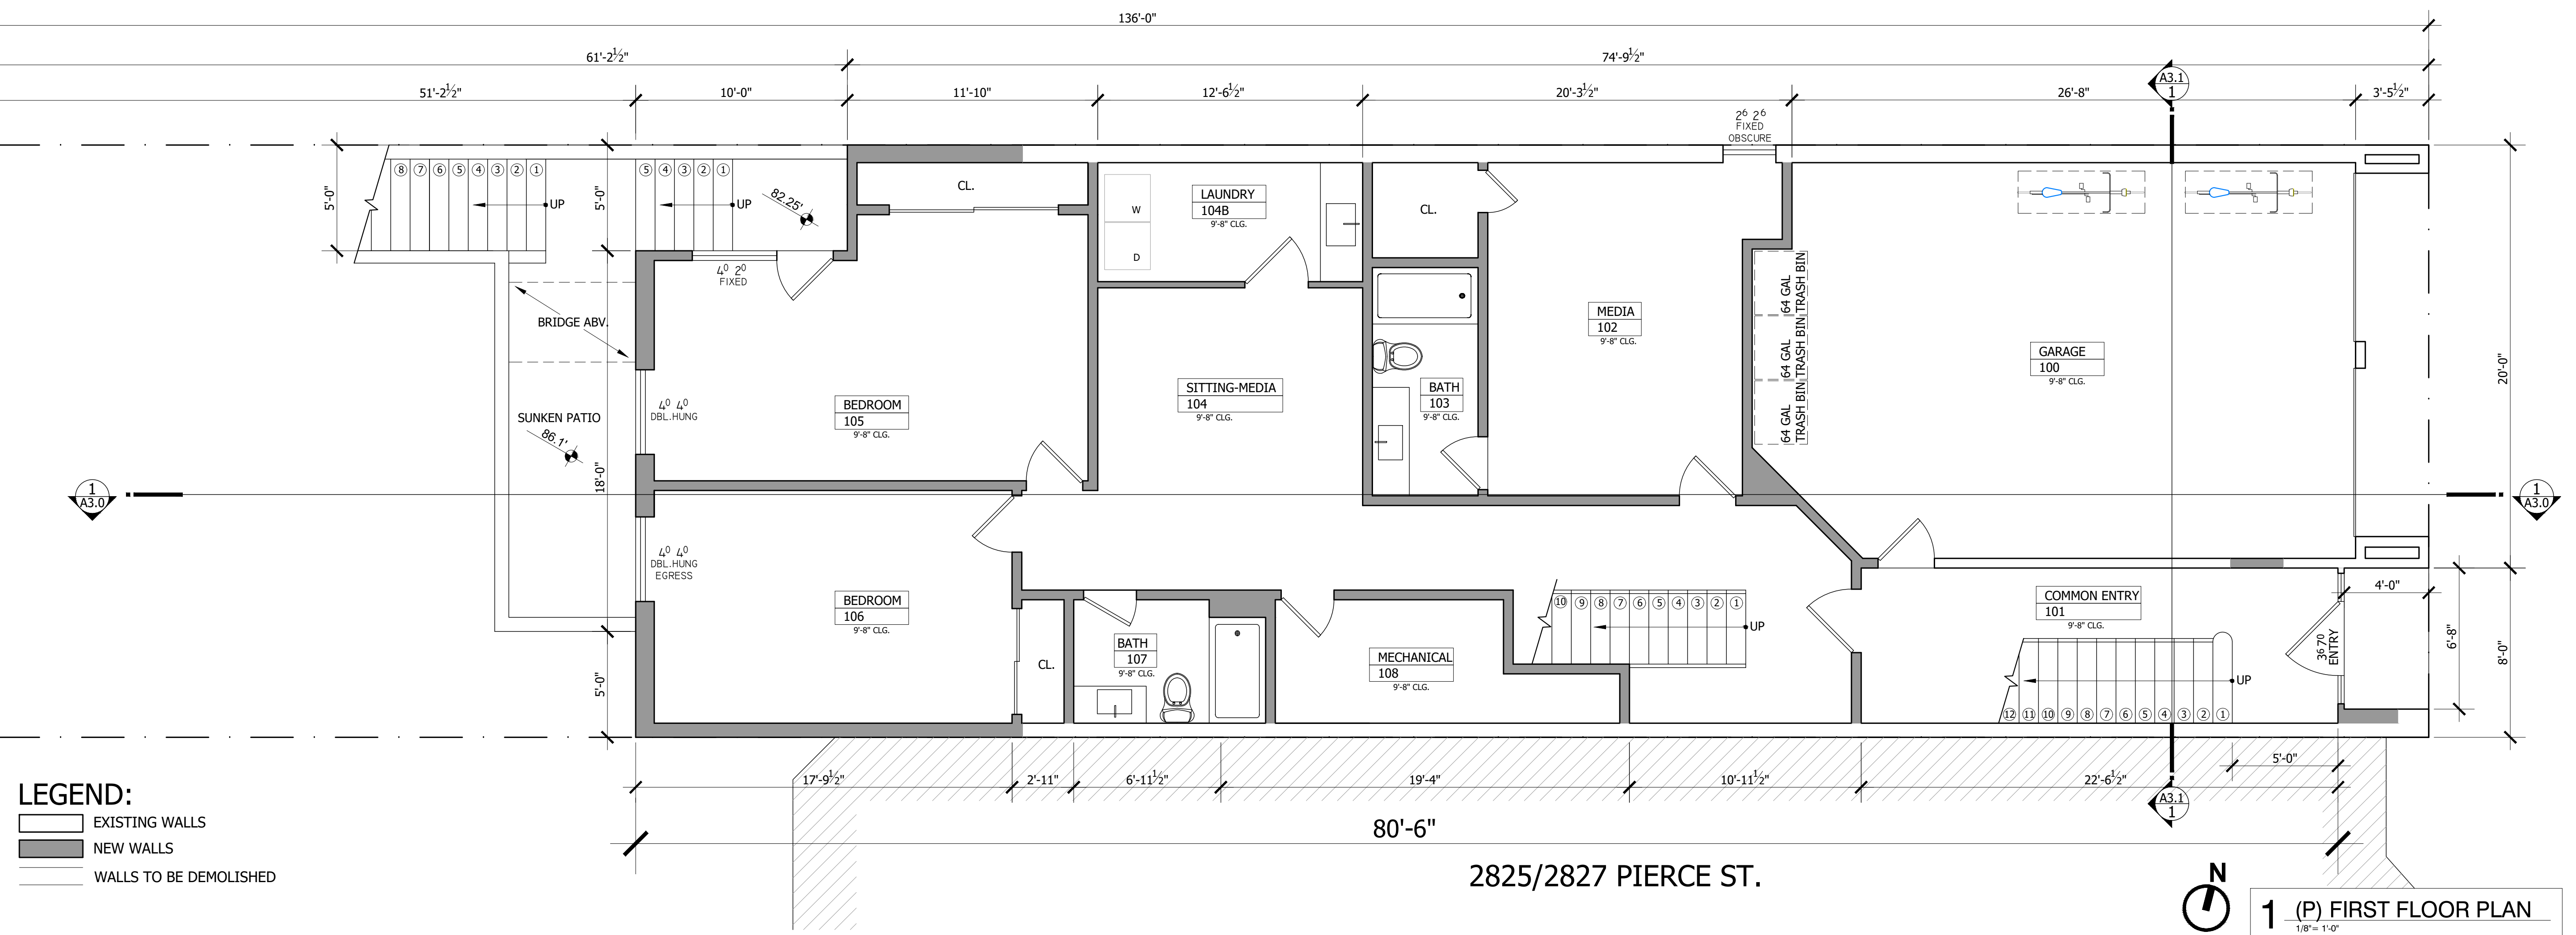 136'-0"
61'-2½"
74'-9½"
51'-2½"
10'-0"
11'-10"
12'-6½"
20'-3½"
26'-8"
3'-5½"
A3.1
1
2⁶ 2⁶
FIXED
OBSCURE
5'-0"
⑧ ⑦ ⑥ ⑤ ④ ③ ② ①
UP
5'-0"
⑤ ④ ③ ② ①
UP
82.25'
4⁰ 2⁰
FIXED
CL.
W
D
LAUNDRY
104B
9'-8" CLG.
CL.
BRIDGE ABV.
SUNKEN PATIO
86.1'
18'-0"
4⁰ 4⁰
DBL.HUNG
BEDROOM
105
9'-8" CLG.
SITTING-MEDIA
104
9'-8" CLG.
BATH
103
9'-8" CLG.
MEDIA
102
9'-8" CLG.
64 GAL
TRASH BIN
64 GAL
TRASH BIN
64 GAL
TRASH BIN
GARAGE
100
9'-8" CLG.
20'-0"
1
A3.0
1
A3.0
4⁰ 4⁰
DBL.HUNG
EGRESS
BEDROOM
106
9'-8" CLG.
5'-0"
CL.
BATH
107
9'-8" CLG.
MECHANICAL
108
9'-8" CLG.
⑩ ⑨ ⑧ ⑦ ⑥ ⑤ ④ ③ ② ①
UP
COMMON ENTRY
101
9'-8" CLG.
⑫ ⑪ ⑩ ⑨ ⑧ ⑦ ⑥ ⑤ ④ ③ ② ①
UP
3⁶ 70
ENTRY
4'-0"
6'-8"
8'-0"
17'-9½"
2'-11"
6'-11½"
19'-4"
10'-11½"
22'-6½"
5'-0"
A3.1
1
80'-6"
2825/2827 PIERCE ST.
LEGEND:
EXISTING WALLS
NEW WALLS
WALLS TO BE DEMOLISHED
N
1 (P) FIRST FLOOR PLAN
1/8"= 1'-0"